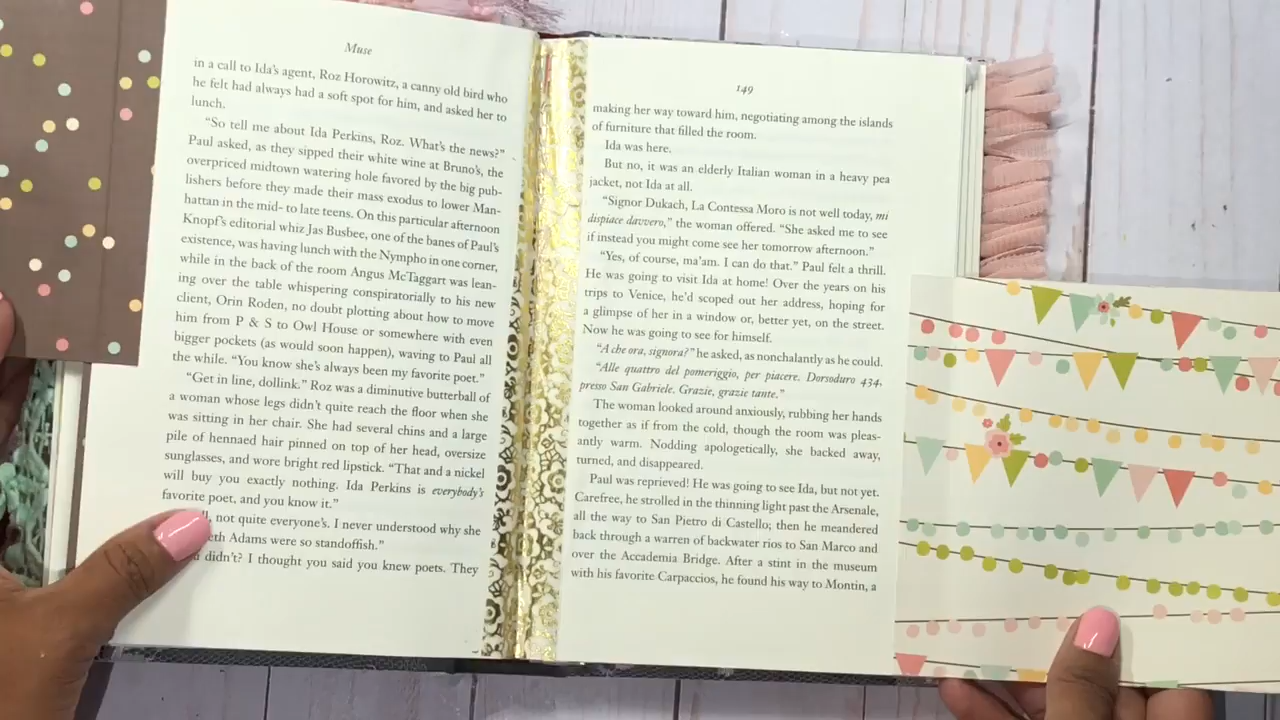 Muse
in a call to Ida's agent, Roz Horowitz, a canny old bird who
he felt had always had a soft spot for him, and asked her to
lunch.
"So tell me about Ida Perkins, Roz. What's the news?"
Paul asked, as they sipped their white wine at Bruno's, the
overpriced midtown watering hole favored by the big pub-
lishers before they made their mass exodus to lower Man-
hattan in the mid- to late teens. On this particular afternoon
Knopf's editorial whiz Jas Busbee, one of the banes of Paul's
existence, was having lunch with the Nympho in one corner,
while in the back of the room Angus McTaggart was lean-
ing over the table whispering conspiratorially to his new
client, Orin Roden, no doubt plotting about how to move
him from P & S to Owl House or somewhere with even
bigger pockets (as would soon happen), waving to Paul all
the while. "You know she's always been my favorite poet."
"Get in line, dollink." Roz was a diminutive butterball of
a woman whose legs didn't quite reach the floor when she
was sitting in her chair. She had several chins and a large
pile of hennaed hair pinned on top of her head, oversize
sunglasses, and wore bright red lipstick. "That and a nickel
will buy you exactly nothing. Ida Perkins is everybody's
favorite poet, and you know it."
not quite everyone's. I never understood why she
eth Adams were so standoffish."
didn't? I thought you said you knew poets. They
149
making her way toward him, negotiating among the islands
of furniture that filled the room.
Ida was here.
But no, it was an elderly Italian woman in a heavy pea
jacket, not Ida at all.
"Signor Dukach, La Contessa Moro is not well today, mi
dispiace davvero," the woman offered. "She asked me to see
if instead you might come see her tomorrow afternoon."
"Yes, of course, ma'am. I can do that." Paul felt a thrill.
He was going to visit Ida at home! Over the years on his
trips to Venice, he'd scoped out her address, hoping for
a glimpse of her in a window or, better yet, on the street.
Now he was going to see for himself.
"A che ora, signora?" he asked, as nonchalantly as he could.
"Alle quattro del pomeriggio, per piacere. Dorsoduro 434,
presso San Gabriele. Grazie, grazie tante."
The woman looked around anxiously, rubbing her hands
together as if from the cold, though the room was pleas-
antly warm. Nodding apologetically, she backed away,
turned, and disappeared.
Paul was reprieved! He was going to see Ida, but not yet.
Carefree, he strolled in the thinning light past the Arsenale,
all the way to San Pietro di Castello; then he meandered
back through a warren of backwater rios to San Marco and
over the Accademia Bridge. After a stint in the museum
with his favorite Carpaccios, he found his way to Montin, a